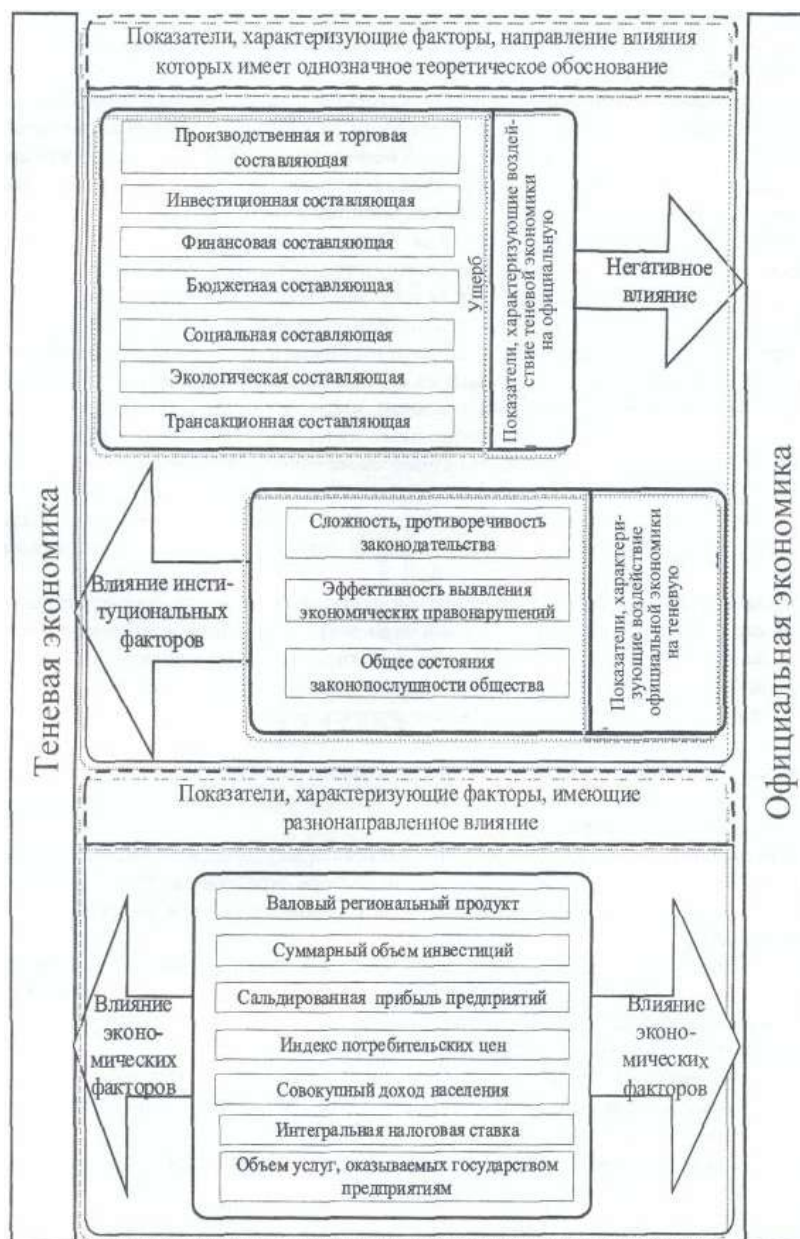 Показатели, характеризующие факторы, направление влияния
которых имеет однозначное теоретическое обоснование
Производственная и торговая
составляющая
Инвестиционная составляющая
Финансовая составляющая
Бюджетная составляющая
Социальная составляющая
Экологическая составляющая
Трансакционная составляющая
Ущерб
Показатели, характеризующие воздей-
ствие теневой экономики
на официальную
Негативное
влияние
Теневая экономика
Официальная экономика
Влияние инсти-
туциональных
факторов
Сложность, противоречивость
законодательства
Эффективность выявления
экономических правонарушений
Общее состояния
законопослушности общества
Показатели, характери-
зующие воздействие
официальной экономики
на теневую
Показатели, характеризующие факторы, имеющие
разнонаправленное влияние
Влияние
эконо-
мических
факторов
Валовый региональный продукт
Суммарный объем инвестиций
Сальдированная прибыль предприятий
Индекс потребительских цен
Совокупный доход населения
Интегральная налоговая ставка
Объем услуг, оказываемых государством
предприятиям
Влияние
эконо-
мических
факторов